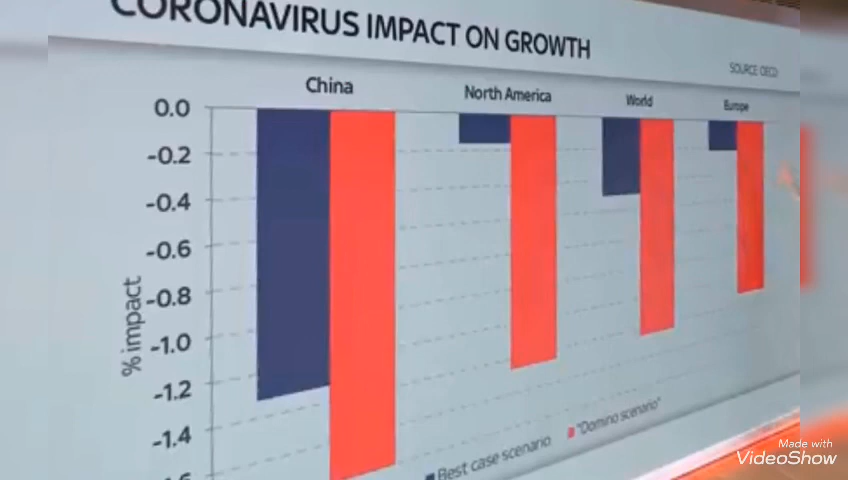 CORONAVIRUS IMPACT ON GROWTH
SOURCE OECD
China
North America
World
Europe
0.0
-0.2
-0.4
-0.6
-0.8
-1.0
-1.2
-1.4
% impact
Best case scenario
"Domino scenario"
Made with
VideoShow